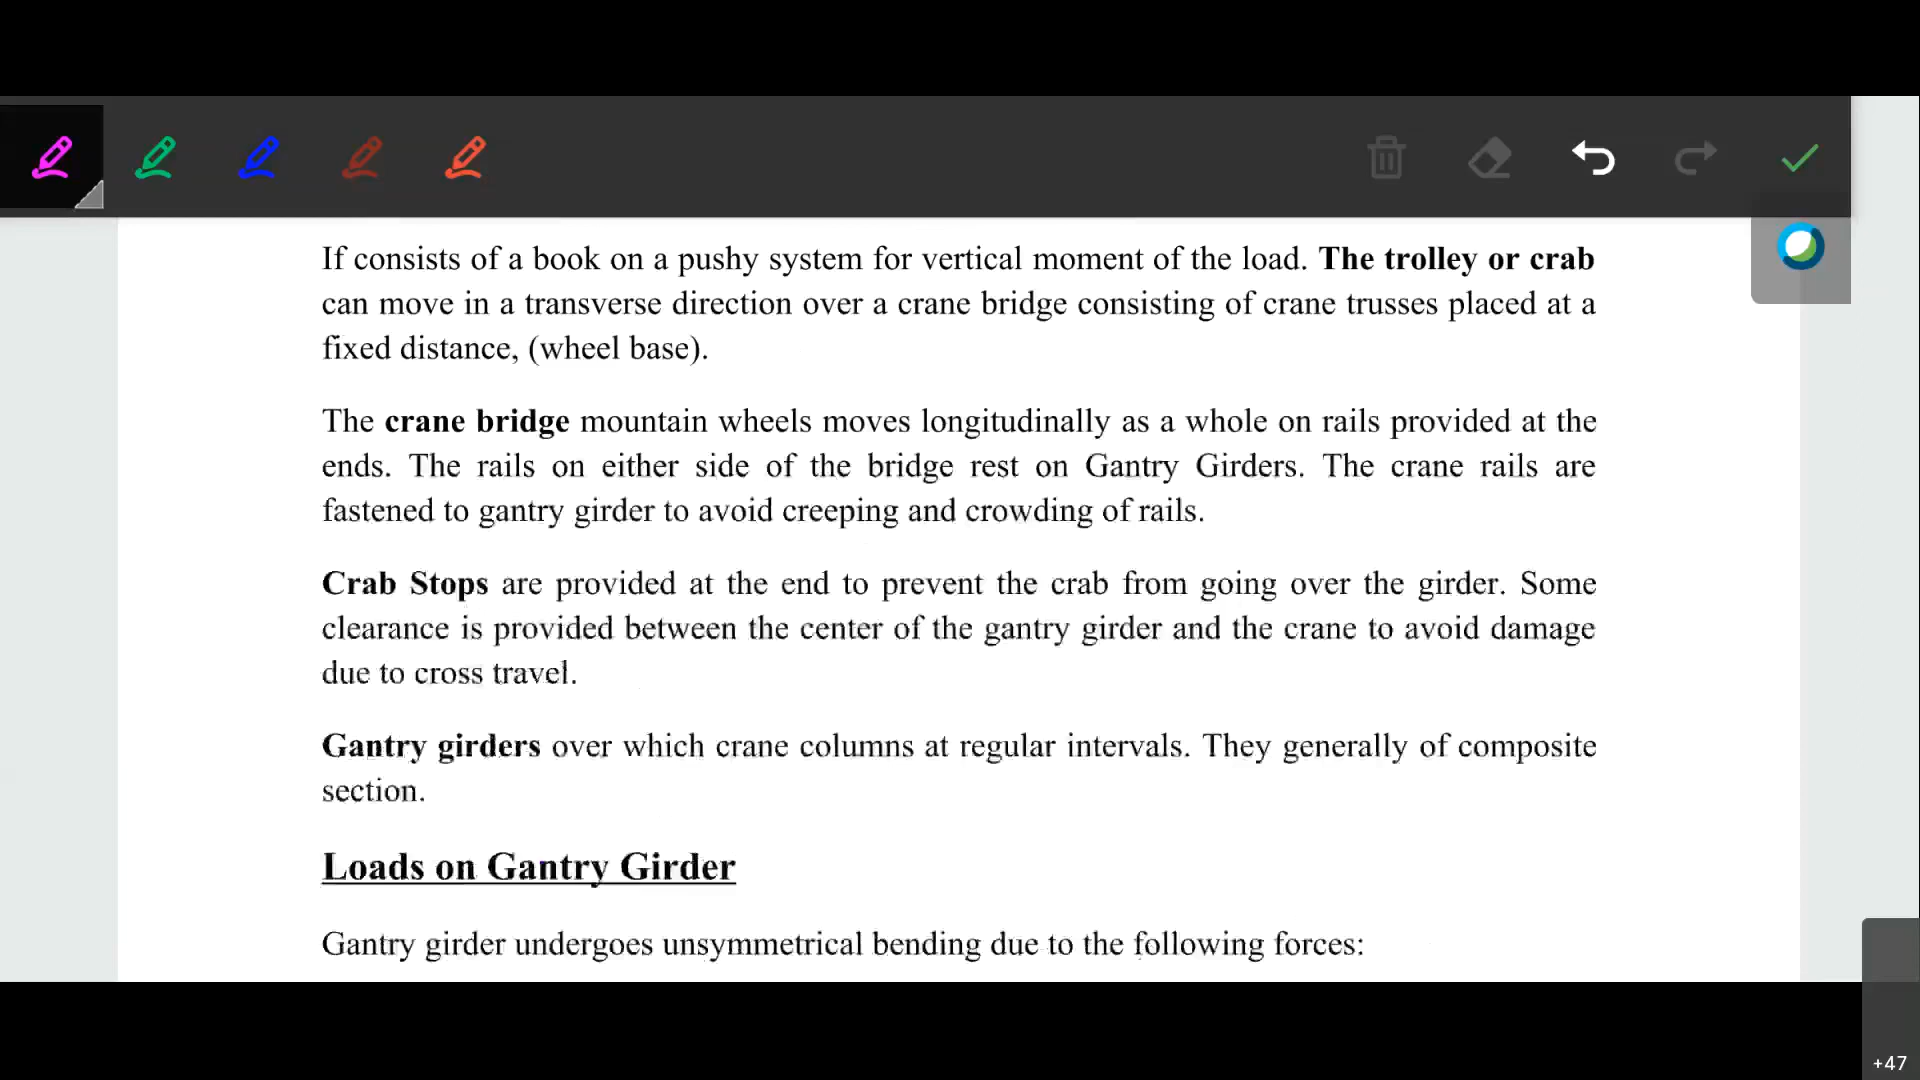 If consists of a book on a pushy system for vertical moment of the load. The trolley or crab
can move in a transverse direction over a crane bridge consisting of crane trusses placed at a
fixed distance, (wheel base).
The crane bridge mountain wheels moves longitudinally as a whole on rails provided at the
ends. The rails on either side of the bridge rest on Gantry Girders. The crane rails are
fastened to gantry girder to avoid creeping and crowding of rails.
Crab Stops are provided at the end to prevent the crab from going over the girder. Some
clearance is provided between the center of the gantry girder and the crane to avoid damage
due to cross travel.
Gantry girders over which crane columns at regular intervals. They generally of composite
section.
Loads on Gantry Girder
Gantry girder undergoes unsymmetrical bending due to the following forces:
+47